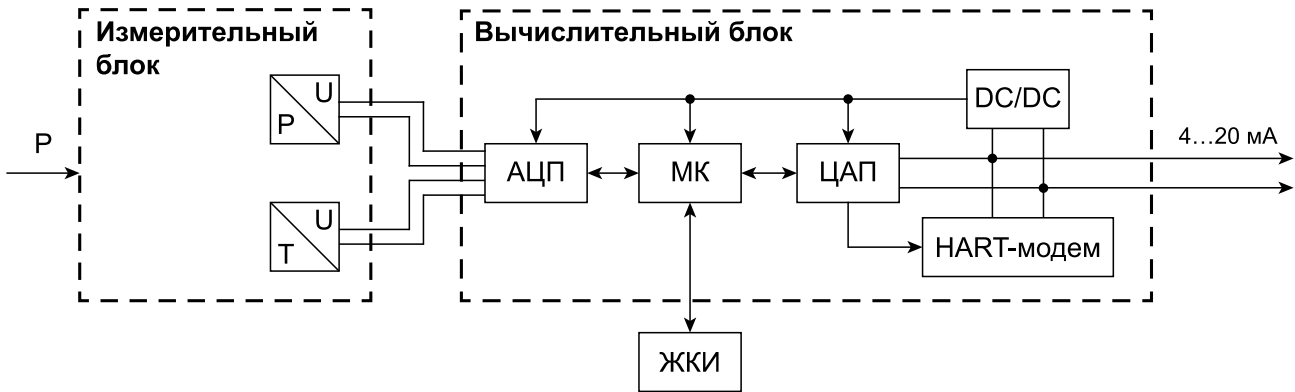 Измерительный
блок
Вычислительный блок
U
P
DC/DC
P
4...20 мА
АЦП
МК
ЦАП
U
T
HART-модем
ЖКИ